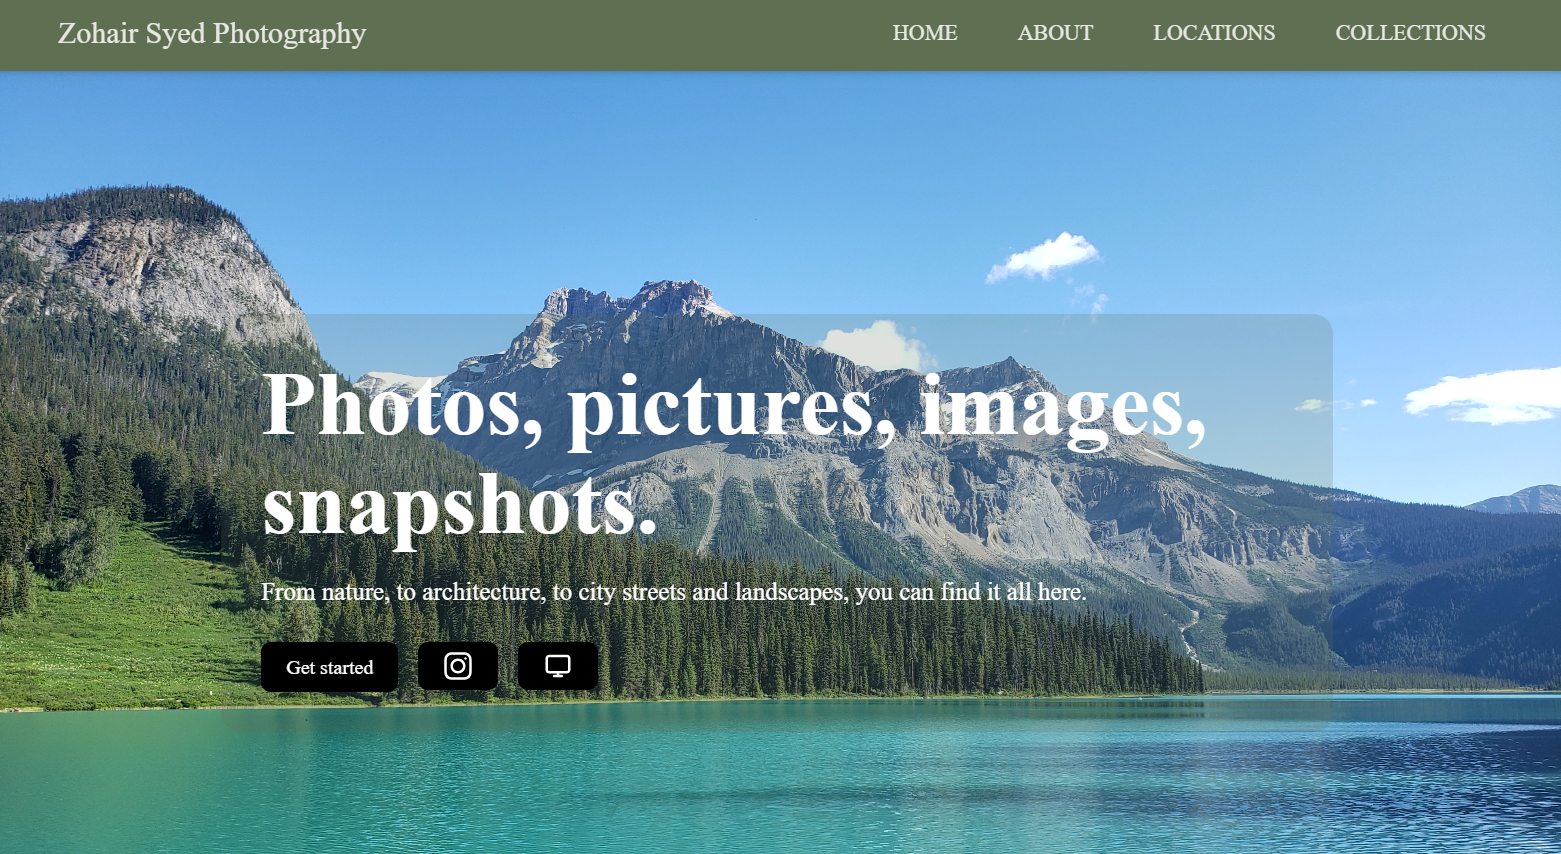 Zohair Syed Photography
HOME ABOUT LOCATIONS COLLECTIONS
Photos, pictures, images,
snapshots.
From nature, to architecture, to city streets and landscapes, you can find it all here.
Get started